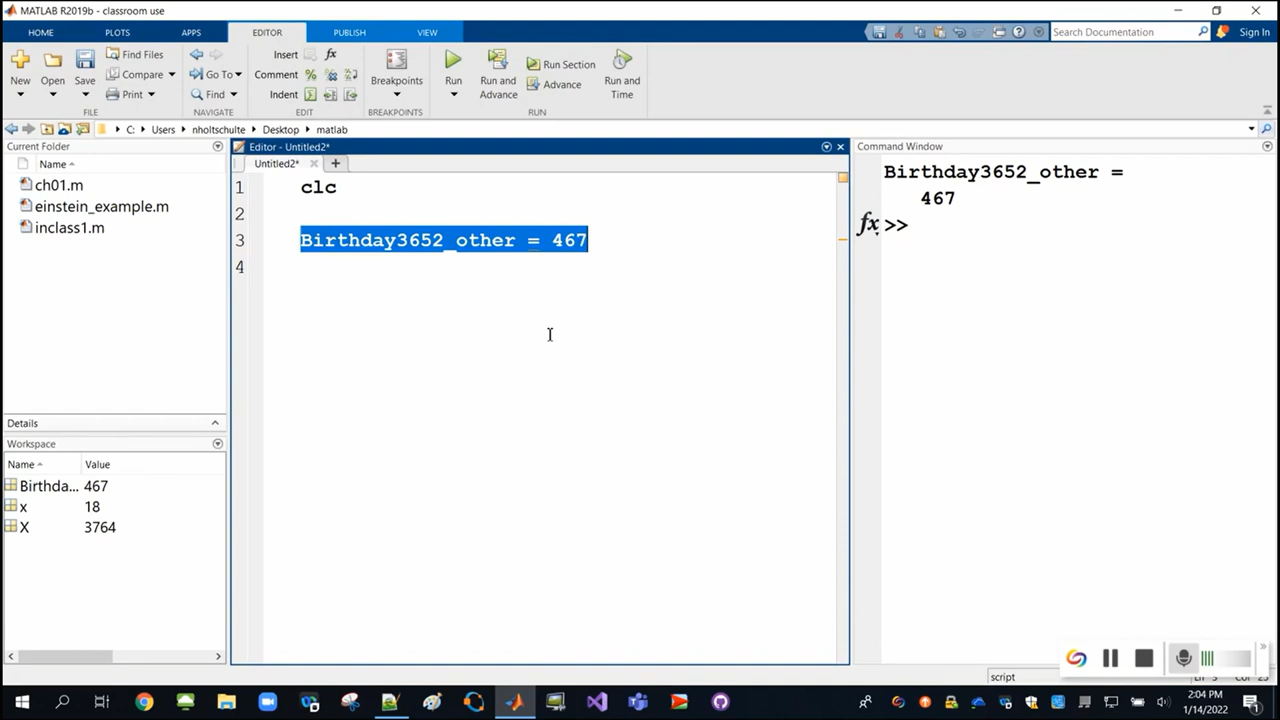 MATLAB R2019b - classroom use
HOME PLOTS APPS EDITOR PUBLISH VIEW Search Documentation Sign In
New Open Save Find Files Compare Print
FILE
Go To Find
NAVIGATE
Insert fx
Comment %
Indent
EDIT
Breakpoints
BREAKPOINTS
Run Run and Advance Run Section Advance Run and Time
RUN
C: Users nholtschulte Desktop matlab
Current Folder
Name
ch01.m
einstein_example.m
inclass1.m
Details
Workspace
Name Value
Birthda... 467
x 18
X 3764
Editor - Untitled2*
Untitled2* +
1 clc
2
3 Birthday3652_other = 467
4
Command Window
Birthday3652_other =
467
fx >>
script
2:04 PM
1/14/2022